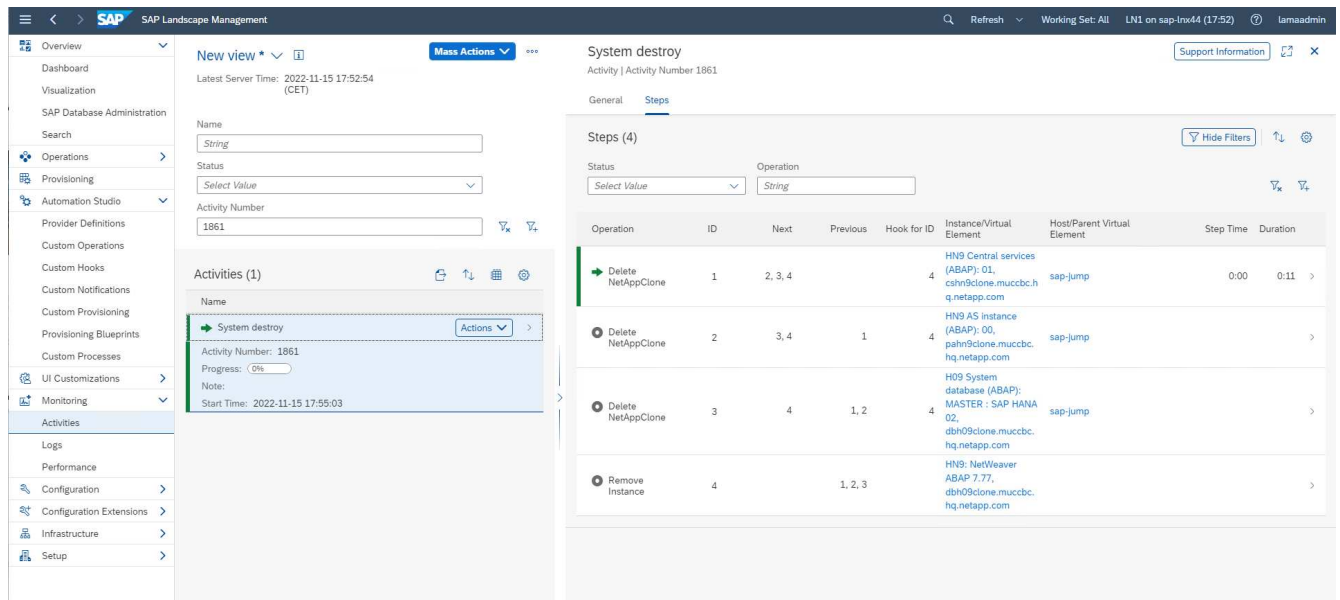 SAP SAP Landscape Management
Refresh Working Set: All LN1 on sap-lnx44 (17:52) lamaadmin
Overview
Dashboard
Visualization
SAP Database Administration
Search
Operations
Provisioning
Automation Studio
Provider Definitions
Custom Operations
Custom Hooks
Custom Notifications
Custom Provisioning
Provisioning Blueprints
Custom Processes
UI Customizations
Monitoring
Activities
Logs
Performance
Configuration
Configuration Extensions
Infrastructure
Setup
New view *
Mass Actions
Latest Server Time: 2022-11-15 17:52:54
(CET)
Name
String
Status
Select Value
Activity Number
1861
Activities (1)
Name
System destroy Actions
Activity Number: 1861
Progress: 0%
Note:
Start Time: 2022-11-15 17:55:03
System destroy
Support Information
Activity | Activity Number 1861
General Steps
Steps (4)
Hide Filters
Status Operation
Select Value String
Operation ID Next Previous Hook for ID Instance/Virtual Element Host/Parent Virtual Element Step Time Duration
Delete NetAppClone 1 2, 3, 4 4
HN9 Central services
(ABAP): 01,
cshn9clone.muccbc.h
q.netapp.com
sap-jump 0:00 0:11
Delete NetAppClone 2 3, 4 1 4
HN9 AS instance
(ABAP): 00,
pahn9clone.muccbc.
hq.netapp.com
sap-jump
Delete NetAppClone 3 4 1, 2 4
H09 System
database (ABAP):
MASTER : SAP HANA
02,
dbh09clone.muccbc.
hq.netapp.com
sap-jump
Remove Instance 4 1, 2, 3
HN9: NetWeaver
ABAP 7.77,
dbh09clone.muccbc.
hq.netapp.com